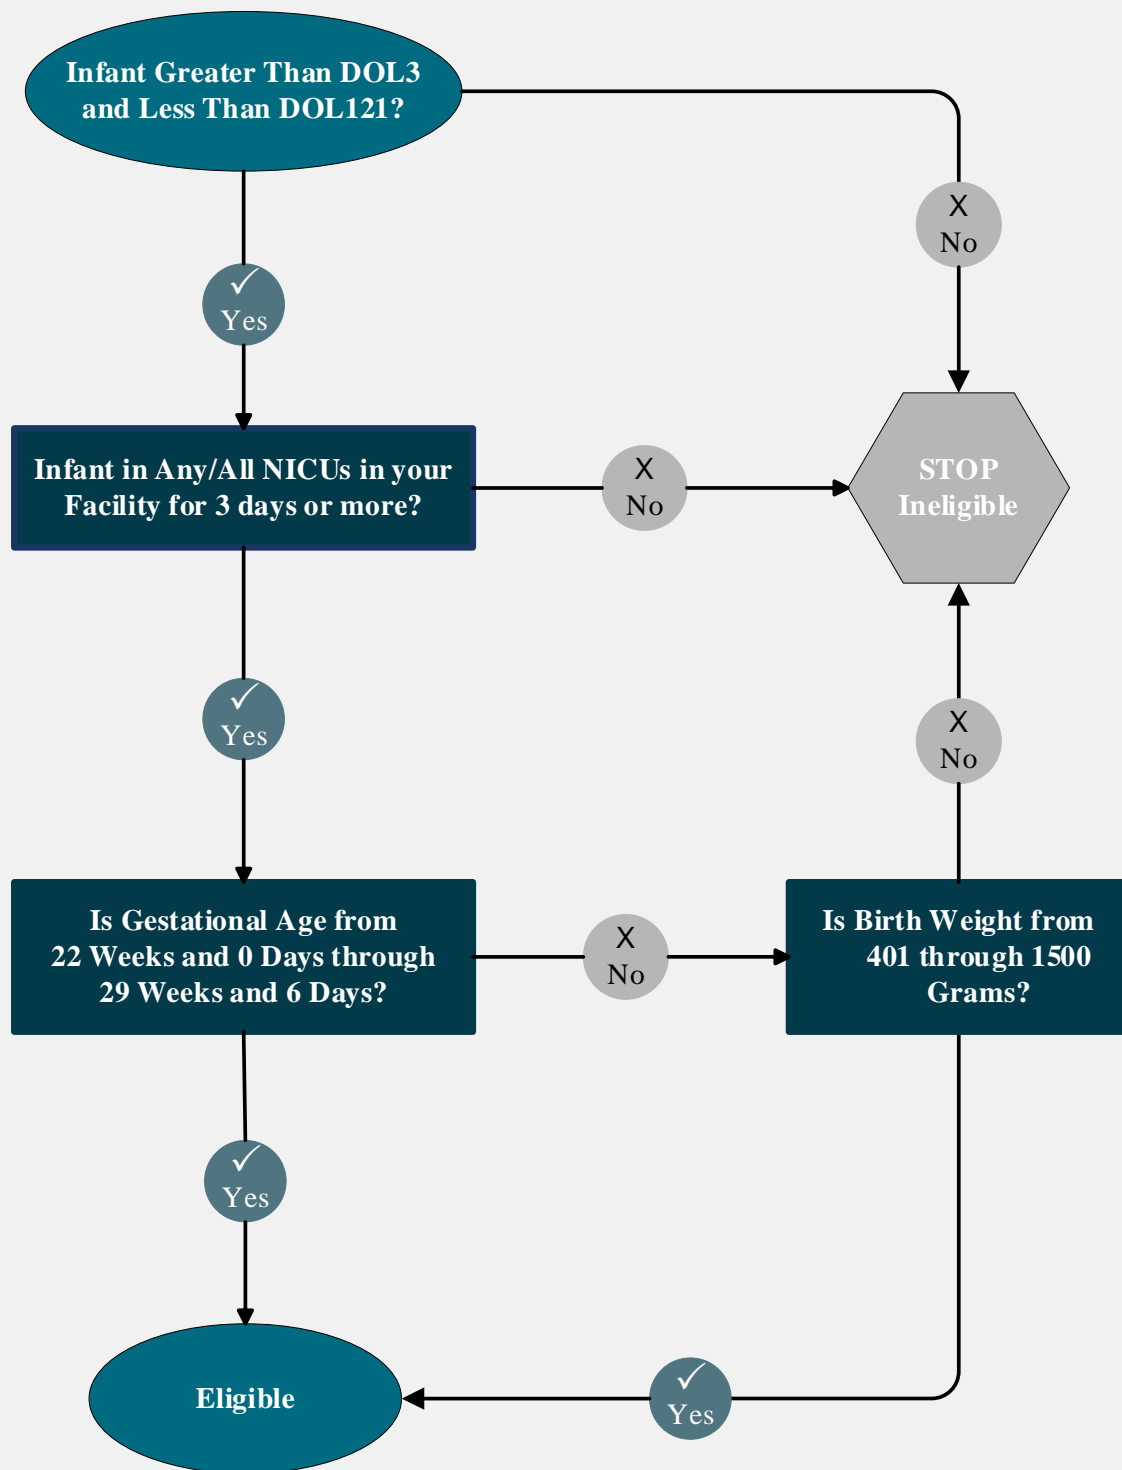 Infant Greater Than DOL3
and Less Than DOL121?
X
No
✓
Yes
Infant in Any/All NICUs in your
Facility for 3 days or more?
X
No
STOP
Ineligible
✓
Yes
X
No
Is Gestational Age from
22 Weeks and 0 Days through
29 Weeks and 6 Days?
X
No
Is Birth Weight from
401 through 1500
Grams?
✓
Yes
Eligible
✓
Yes